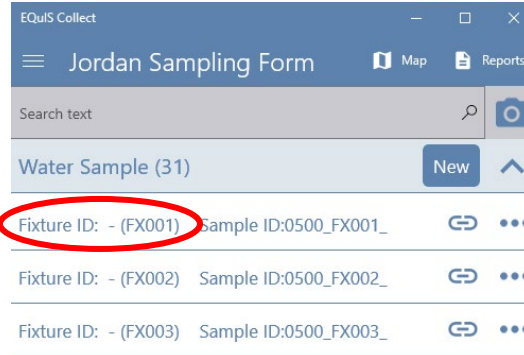 EQuIS Collect
Jordan Sampling Form Map Reports
Search text
Water Sample (31) New
Fixture ID: - (FX001) Sample ID:0500_FX001_
Fixture ID: - (FX002) Sample ID:0500_FX002_
Fixture ID: - (FX003) Sample ID:0500_FX003_